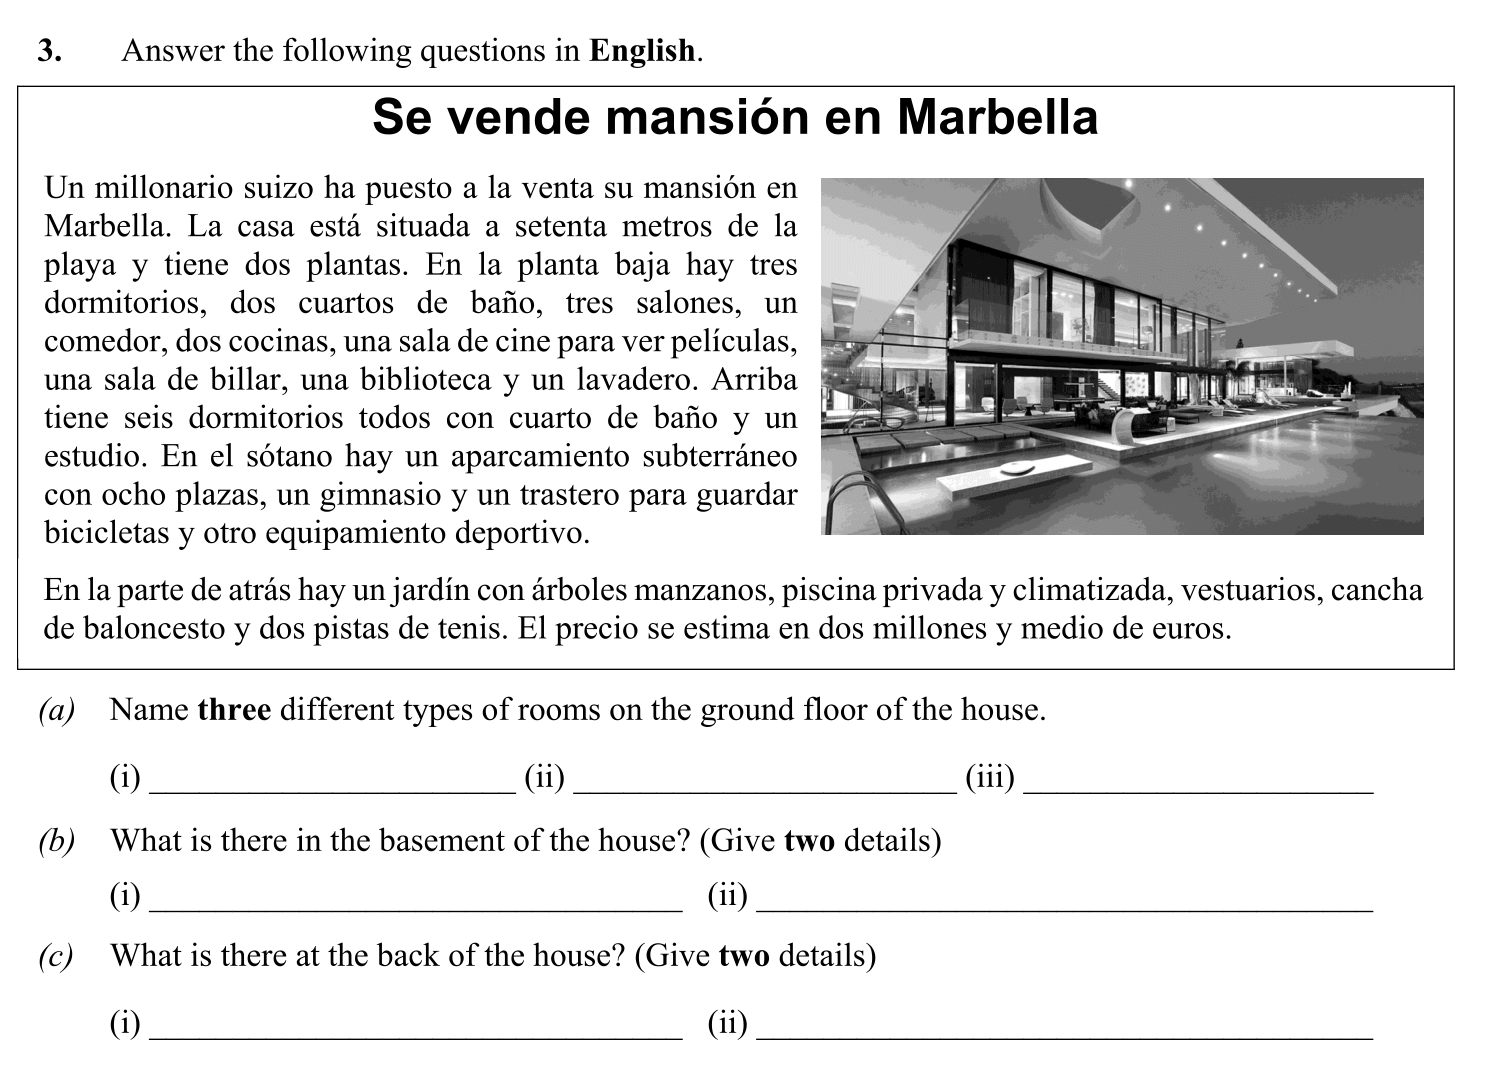 3. Answer the following questions in English.
Se vende mansión en Marbella
Un millonario suizo ha puesto a la venta su mansión en
Marbella. La casa está situada a setenta metros de la
playa y tiene dos plantas. En la planta baja hay tres
dormitorios, dos cuartos de baño, tres salones, un
comedor, dos cocinas, una sala de cine para ver películas,
una sala de billar, una biblioteca y un lavadero. Arriba
tiene seis dormitorios todos con cuarto de baño y un
estudio. En el sótano hay un aparcamiento subterráneo
con ocho plazas, un gimnasio y un trastero para guardar
bicicletas y otro equipamiento deportivo.
En la parte de atrás hay un jardín con árboles manzanos, piscina privada y climatizada, vestuarios, cancha
de baloncesto y dos pistas de tenis. El precio se estima en dos millones y medio de euros.
(a) Name three different types of rooms on the ground floor of the house.
(i) ______________________ (ii) ______________________ (iii) ____________________
(b) What is there in the basement of the house? (Give two details)
(i) ________________________________ (ii) _____________________________________
(c) What is there at the back of the house? (Give two details)
(i) ________________________________ (ii) _____________________________________